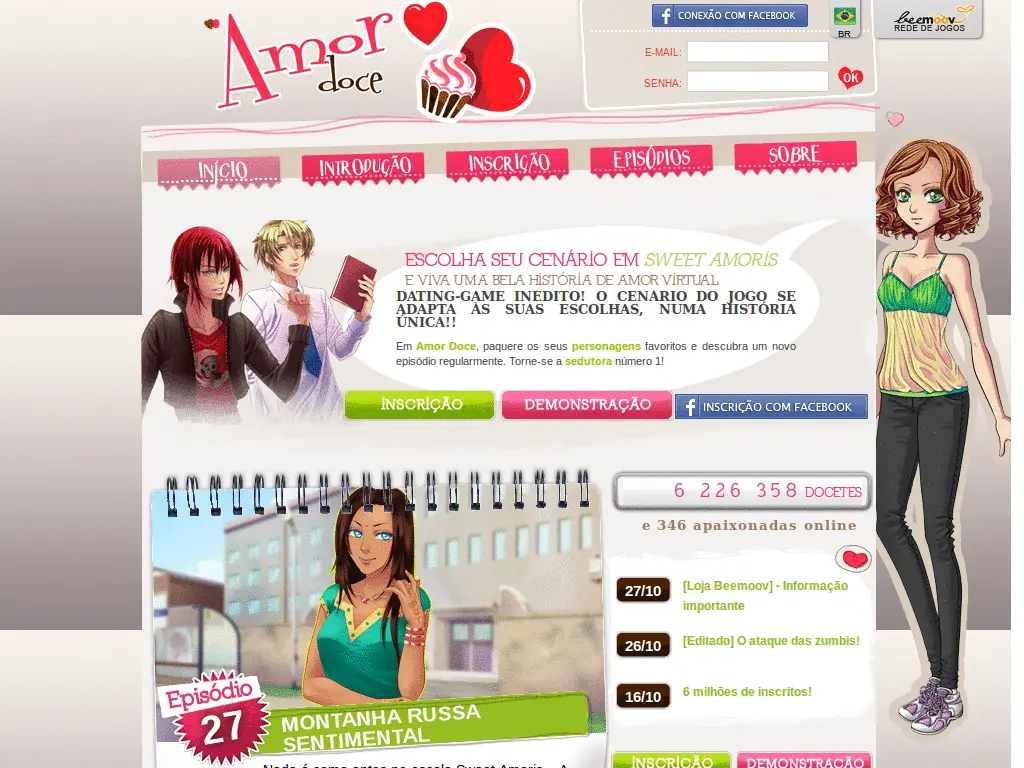 Amor
doce
CONEXÃO COM FACEBOOK
BR
beemoov
REDE DE JOGOS
E-MAIL:
SENHA:
OK
INÍCIO
INTRODUÇÃO
INSCRIÇÃO
EPISÓDIOS
SOBRE
ESCOLHA SEU CENÁRIO EM SWEET AMORIS
E VIVA UMA BELA HISTÓRIA DE AMOR VIRTUAL
DATING-GAME INEDITO! O CENARIO DO JOGO SE
ADAPTA AS SUAS ESCOLHAS, NUMA HISTÓRIA
ÚNICA!!
Em Amor Doce, paquere os seus personagens favoritos e descubra um novo
episódio regularmente. Torne-se a sedutora número 1!
INSCRIÇÃO
DEMONSTRAÇÃO
INSCRIÇÃO COM FACEBOOK
6 226 358 DOCETES
e 346 apaixonadas online
27/10
[Loja Beemoov] - Informação
importante
26/10
[Editado] O ataque das zumbis!
16/10
6 milhões de inscritos!
Episódio
27
MONTANHA RUSSA
SENTIMENTAL
INSCRIÇÃO
DEMONSTRAÇÃO